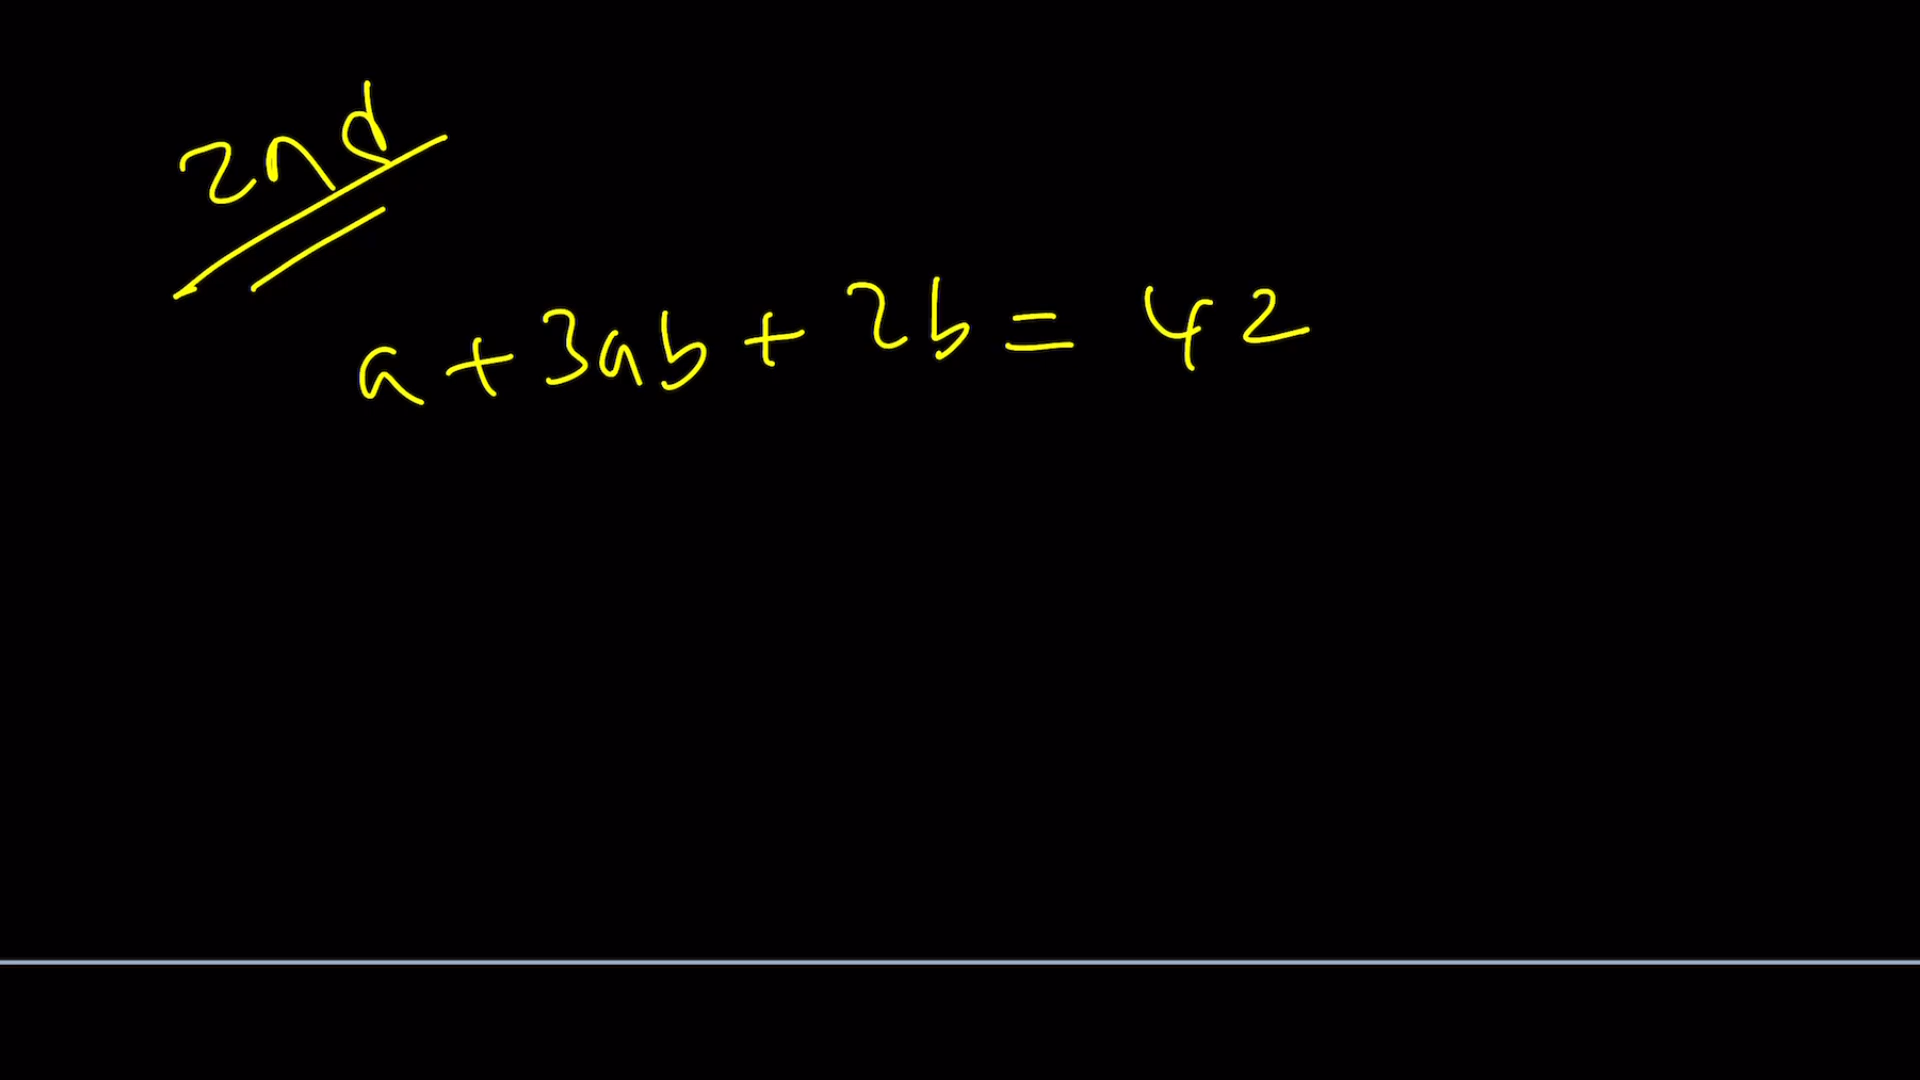 2nd
a + 3ab + 2b = 42